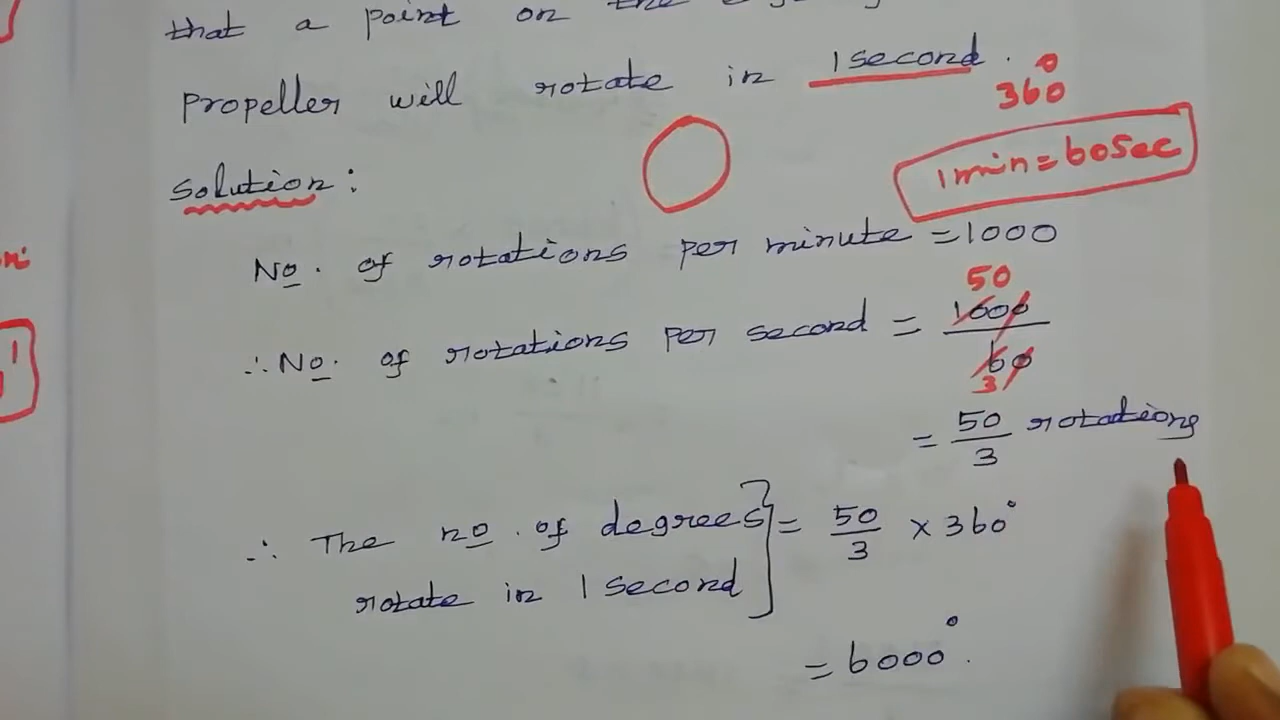 that a point on the
propeller will rotate in 1 second.
360°
Solution:
1 min = 60 Sec
No. of rotations per minute = 1000
50
∴ No. of rotations per second = 1000/60
3
= 50/3 rotations
∴ The no. of degrees = 50/3 × 360°
rotate in 1 second
= 6000°.